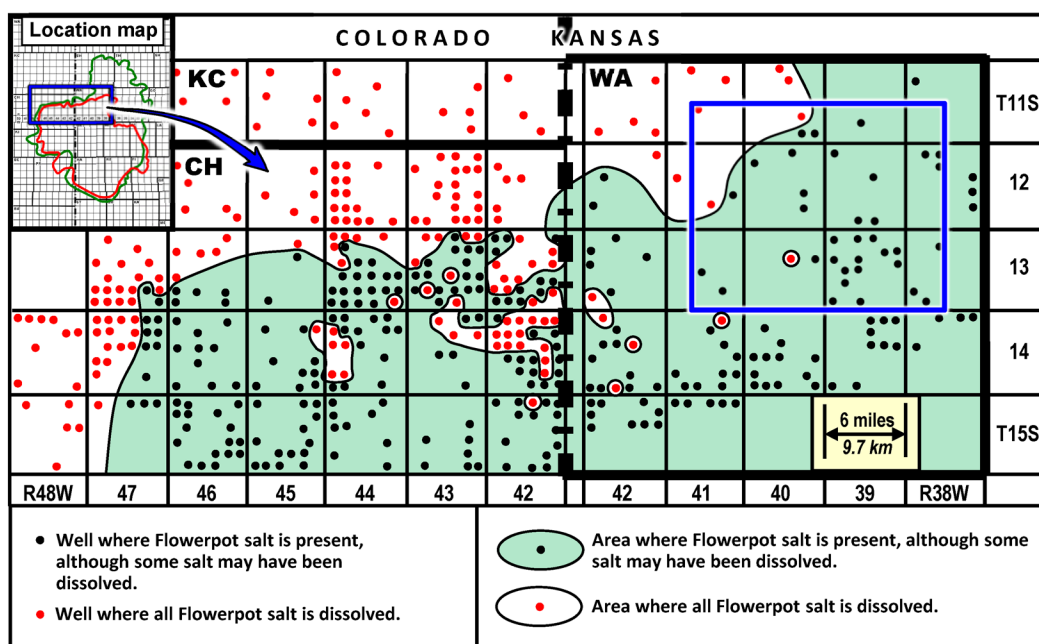 Location map
COLORADO KANSAS
KC
WA
CH
T11S
12
13
14
T15S
6 miles
9.7 km
R48W 47 46 45 44 43 42 42 41 40 39 R38W
Well where Flowerpot salt is present,
although some salt may have been
dissolved.
Well where all Flowerpot salt is dissolved.
Area where Flowerpot salt is present, although some
salt may have been dissolved.
Area where all Flowerpot salt is dissolved.